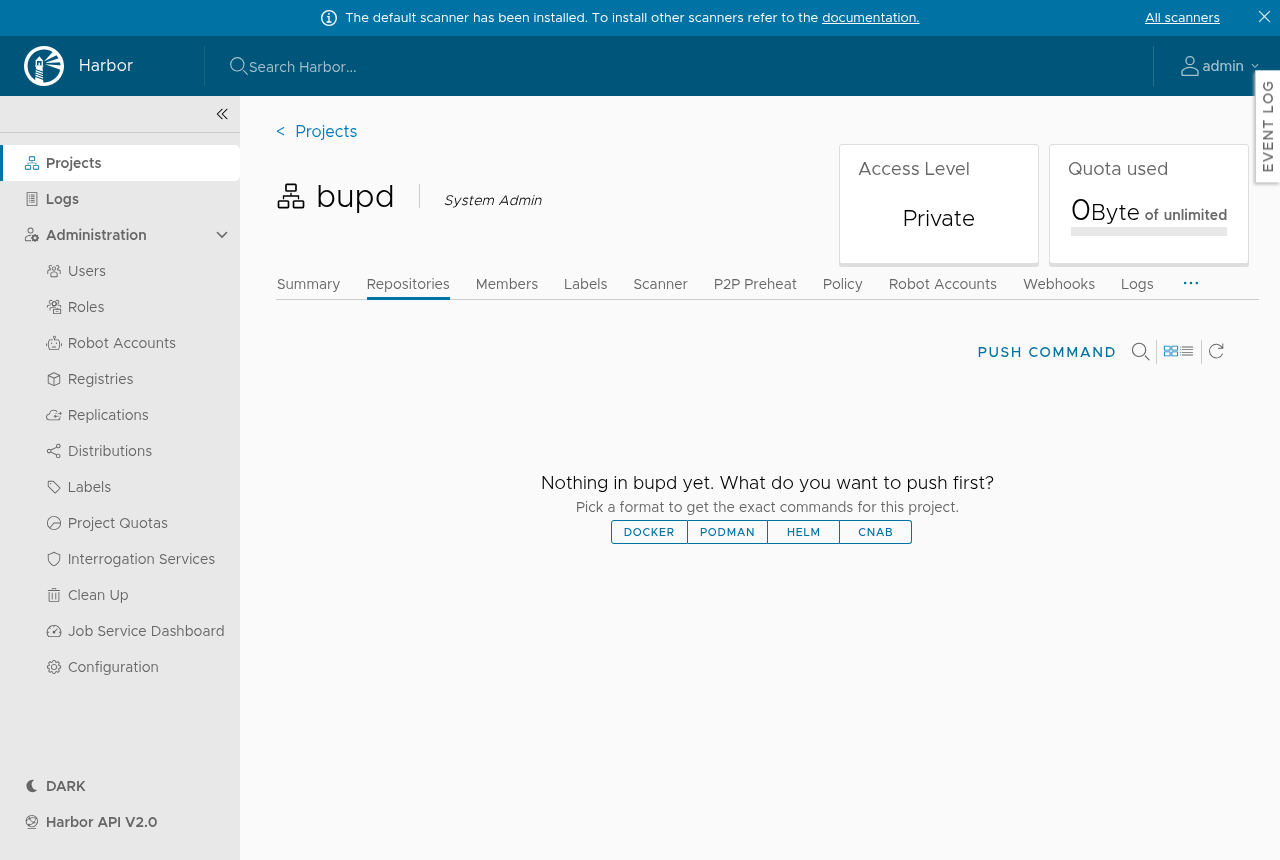 The default scanner has been installed. To install other scanners refer to the documentation.
All scanners
Harbor
Search Harbor...
admin
EVENT LOG
Projects
Logs
Administration
Users
Roles
Robot Accounts
Registries
Replications
Distributions
Labels
Project Quotas
Interrogation Services
Clean Up
Job Service Dashboard
Configuration
DARK
Harbor API V2.0
< Projects
bupd
System Admin
Access Level
Private
Quota used
0Byte of unlimited
Summary Repositories Members Labels Scanner P2P Preheat Policy Robot Accounts Webhooks Logs ...
PUSH COMMAND
Nothing in bupd yet. What do you want to push first?
Pick a format to get the exact commands for this project.
DOCKER PODMAN HELM CNAB